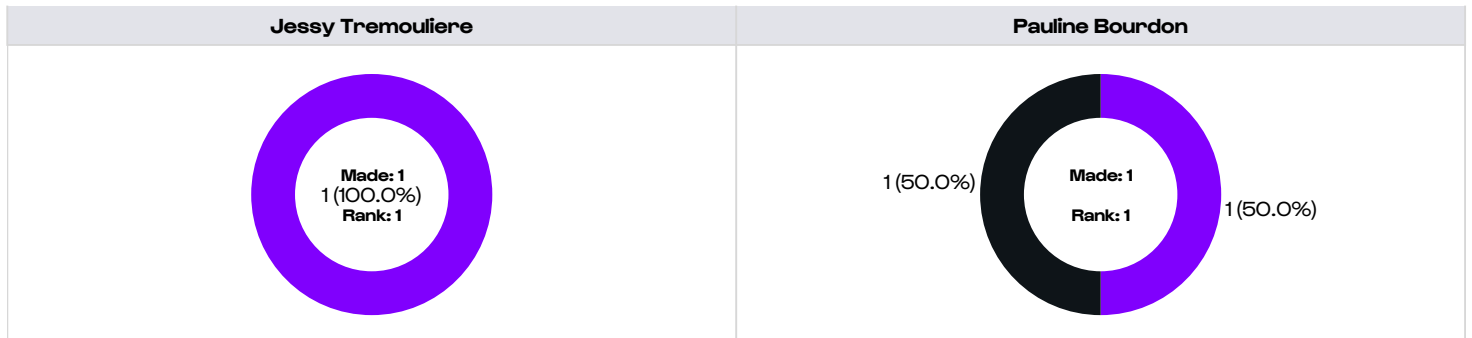 Jessy Tremouliere
Pauline Bourdon
Made: 1
1 (100.0%)
Rank: 1
1 (50.0%)
Made: 1
Rank: 1
1 (50.0%)